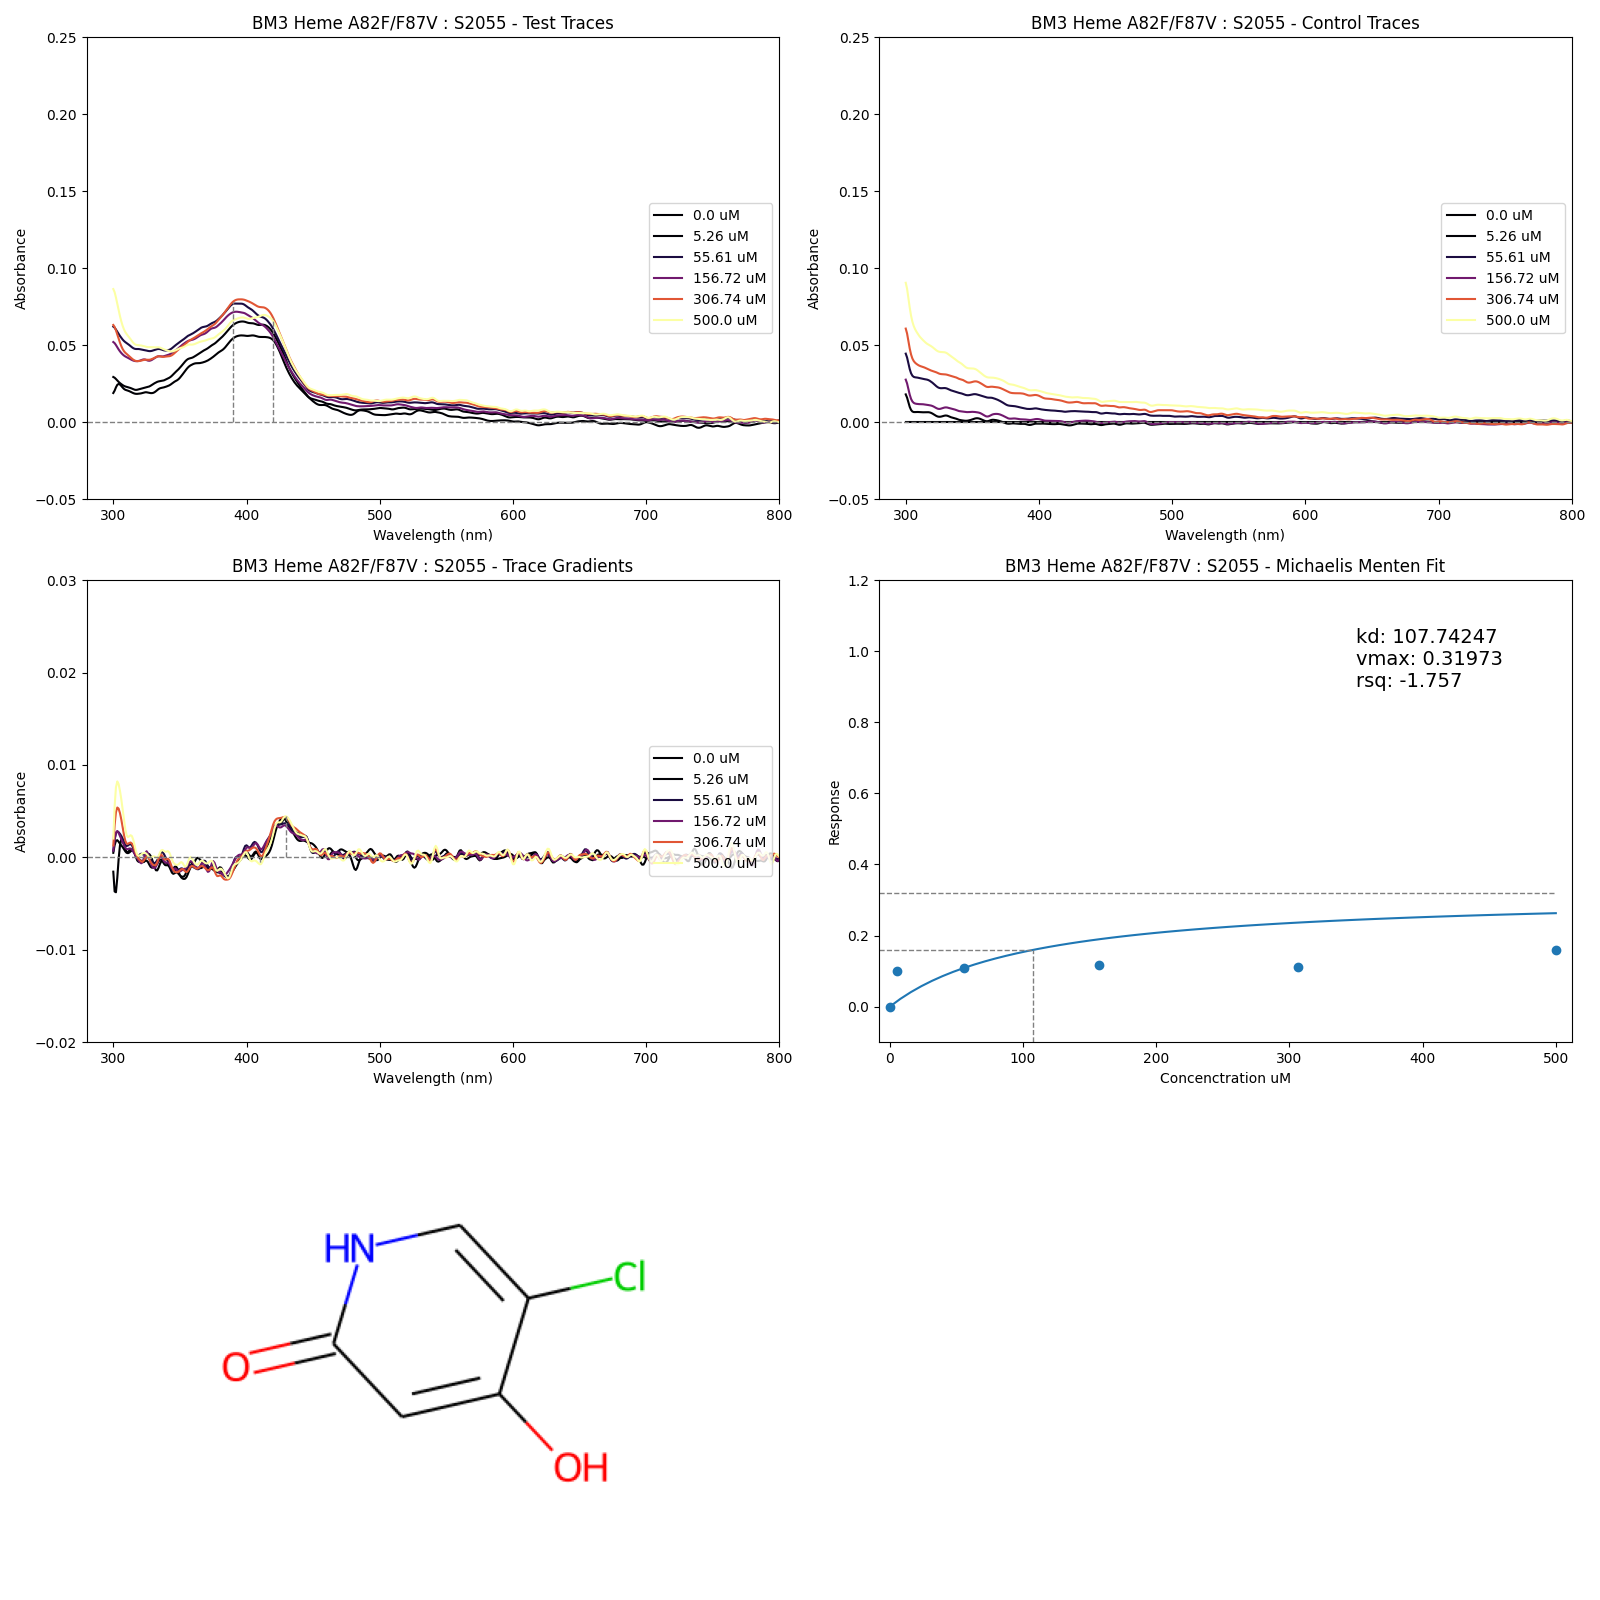 BM3 Heme A82F/F87V : S2055 - Test Traces
0.25
0.20
0.15
0.10
0.05
0.00
−0.05
Absorbance
300
400
500
600
700
800
Wavelength (nm)
0.0 uM
5.26 uM
55.61 uM
156.72 uM
306.74 uM
500.0 uM
BM3 Heme A82F/F87V : S2055 - Control Traces
0.25
0.20
0.15
0.10
0.05
0.00
−0.05
Absorbance
300
400
500
600
700
800
Wavelength (nm)
0.0 uM
5.26 uM
55.61 uM
156.72 uM
306.74 uM
500.0 uM
BM3 Heme A82F/F87V : S2055 - Trace Gradients
0.03
0.02
0.01
0.00
−0.01
−0.02
Absorbance
300
400
500
600
700
800
Wavelength (nm)
0.0 uM
5.26 uM
55.61 uM
156.72 uM
306.74 uM
500.0 uM
BM3 Heme A82F/F87V : S2055 - Michaelis Menten Fit
1.2
1.0
0.8
0.6
0.4
0.2
0.0
Response
0
100
200
300
400
500
Concenctration uM
kd: 107.74247
vmax: 0.31973
rsq: -1.757
HN
Cl
O
OH